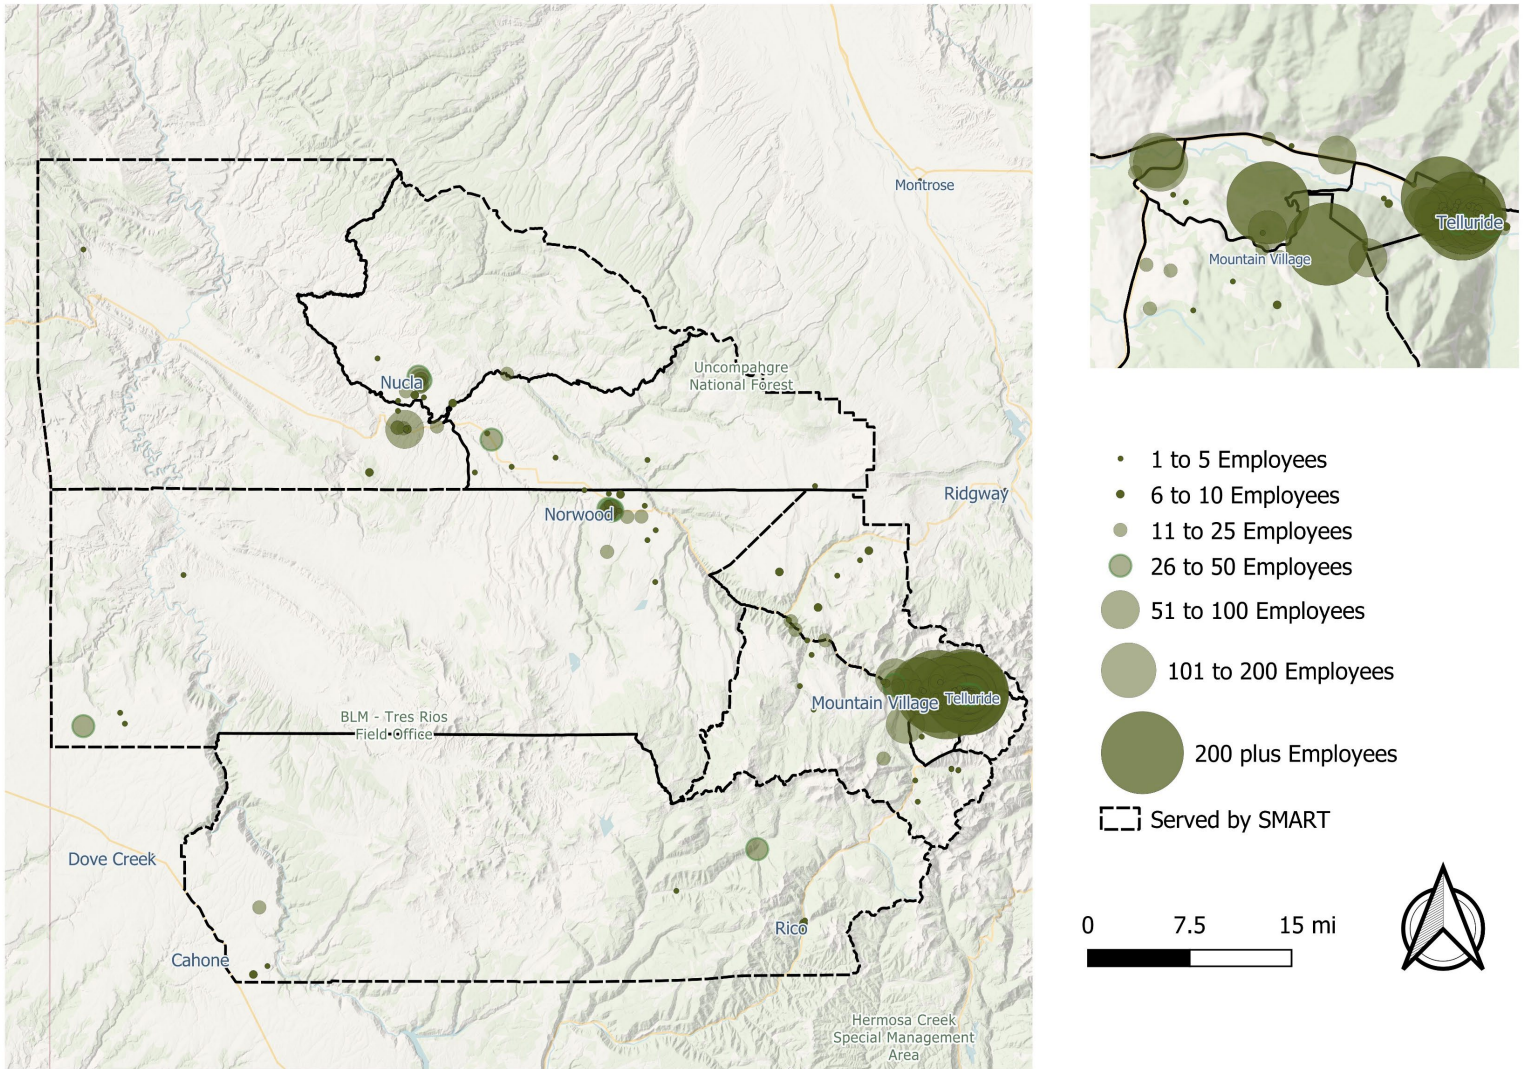 Montrose
Telluride
Mountain Village
Nucla
Uncompahgre
National Forest
Ridgway
Norwood
1 to 5 Employees
6 to 10 Employees
11 to 25 Employees
26 to 50 Employees
51 to 100 Employees
101 to 200 Employees
200 plus Employees
Served by SMART
Mountain Village
Telluride
BLM - Tres Rios
Field Office
Dove Creek
Rico
Cahone
0 7.5 15 mi
Hermosa Creek
Special Management
Area